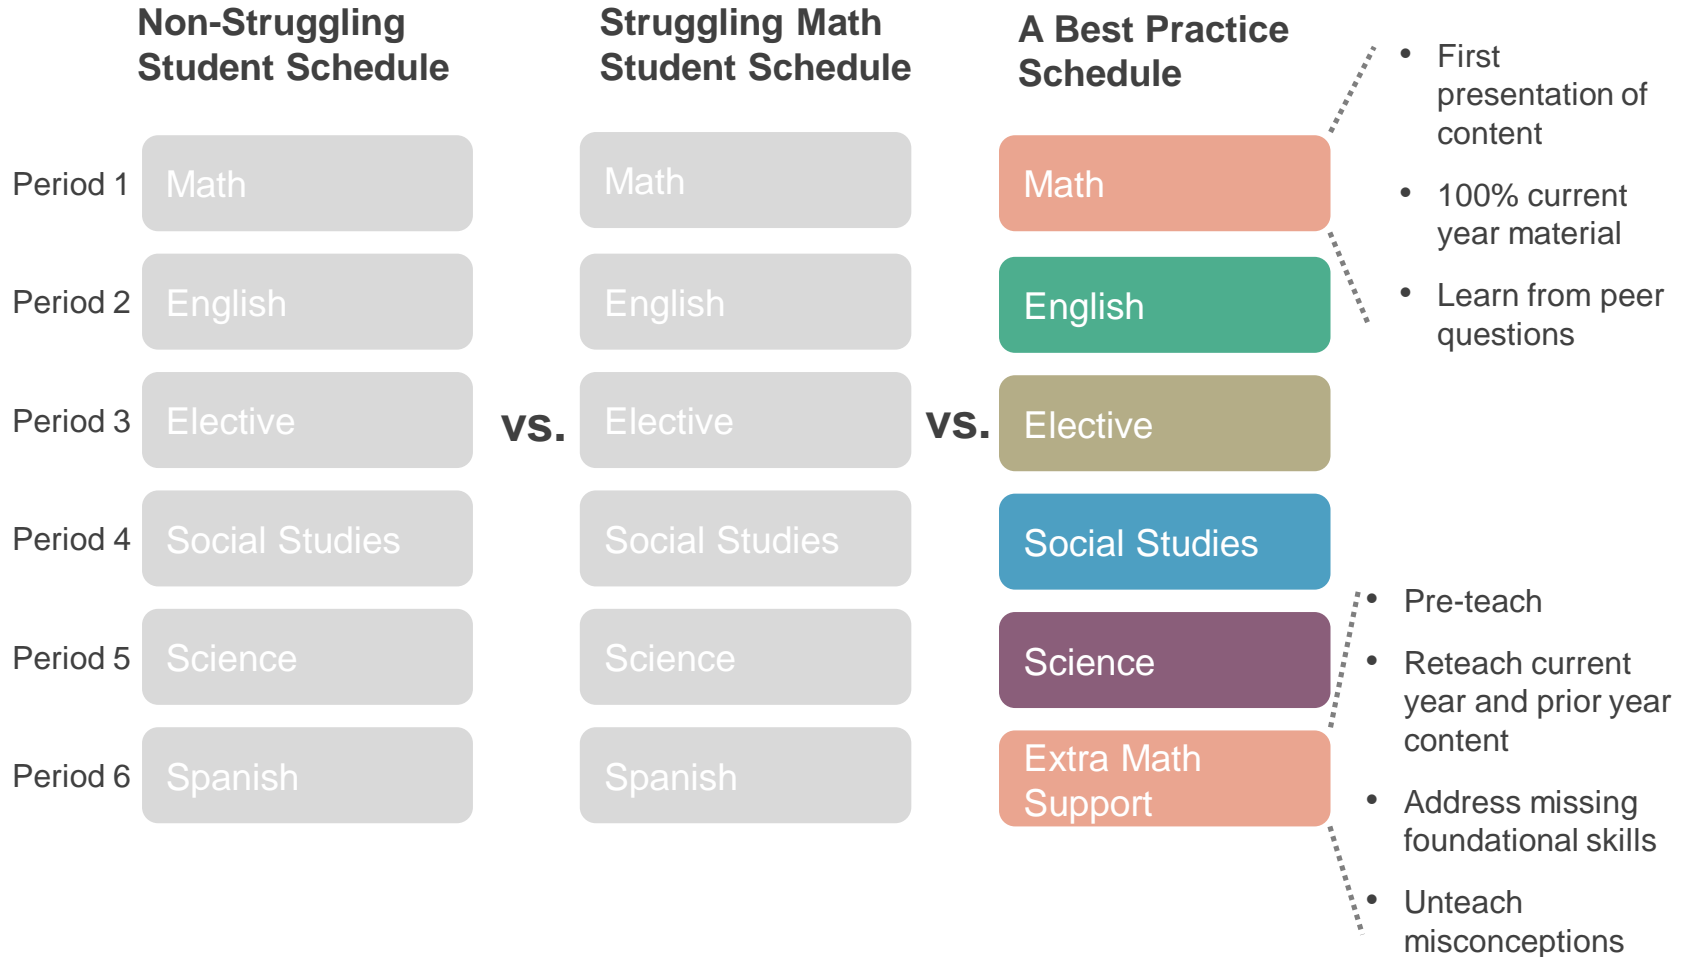 Non-Struggling
Student Schedule
Struggling Math
Student Schedule
A Best Practice
Schedule
Period 1
Math
Math
Math
Period 2
English
English
English
Period 3
Elective
vs.
Elective
vs.
Elective
Period 4
Social Studies
Social Studies
Social Studies
Period 5
Science
Science
Science
Period 6
Spanish
Spanish
Extra Math
Support
• First
presentation of
content
• 100% current
year material
• Learn from peer
questions
• Pre-teach
• Reteach current
year and prior year
content
• Address missing
foundational skills
• Unteach
misconceptions